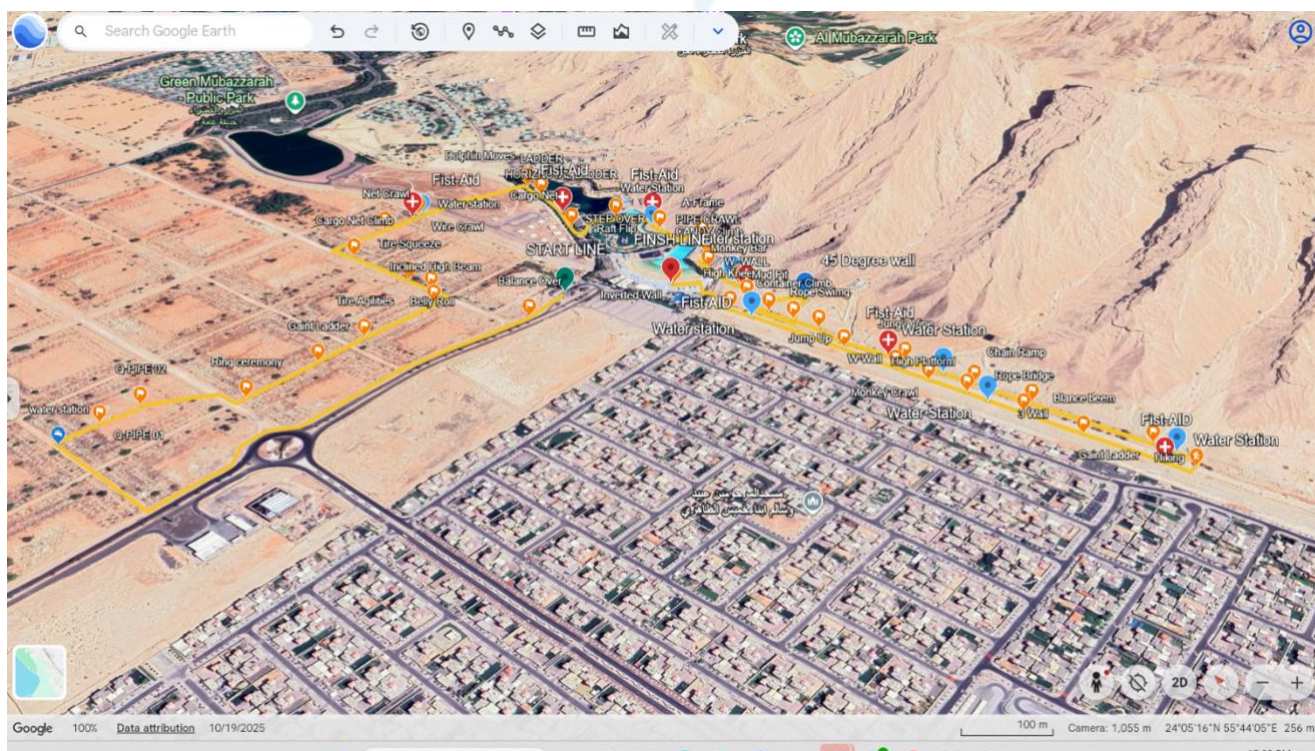 Search Google Earth
Al Mubazzarah Park
Green Mubazzarah
Public Park
Dolphin Moves
LADDER
Fist-Aid
Fist-Aid
Fist-Aid
Net Crawl
Cargo Net
Water Station
A-Frame
Water station
Cargo Net Climb
Wire Crawl
STEP OVER
PIPE CRAWL
Raft Flip
Tire Squceze
START LINE
FINSH LINE
Monkey Bar
W-WALL
45 Degree wall
Inclined High Beam
Balance Over
High Knee
Mud Pit
Container Climb
Inverted Wall
Rope Swimg
Tire Agilities
Belly Roll
Fist-AID
Fist-Aid
Gaint Ladder
Water station
Water Station
Jump Up
Ring ceremony
W-Wall
High Platform
Chain Ramp
Q-PIPE 02
Rope Bridge
Monkey Crawl
Blance beem
Water station
Water Station
3 Wall
Fist-AID
Q-PIPE 01
Water Station
Gaint Ladder
Hiking
2D
Google
100%
Data attribution
10/19/2025
100 m
Camera: 1,055 m
24°05'16"N 55°44'05"E
256 m